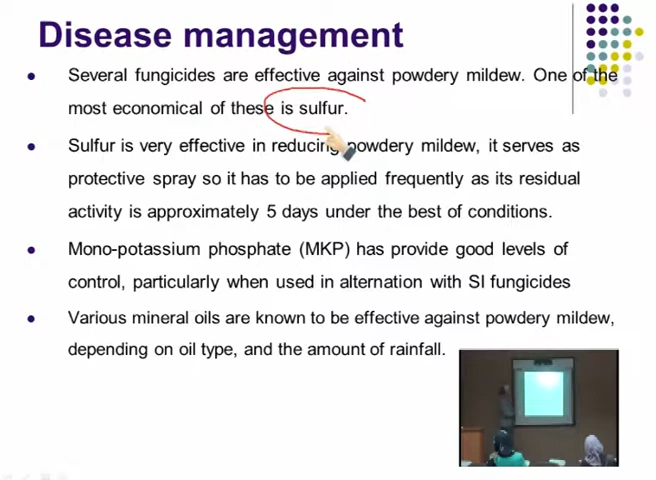 Disease management
Several fungicides are effective against powdery mildew. One of the
most economical of these is sulfur.
Sulfur is very effective in reducing powdery mildew, it serves as
protective spray so it has to be applied frequently as its residual
activity is approximately 5 days under the best of conditions.
Mono-potassium phosphate (MKP) has provide good levels of
control, particularly when used in alternation with SI fungicides
Various mineral oils are known to be effective against powdery mildew,
depending on oil type, and the amount of rainfall.